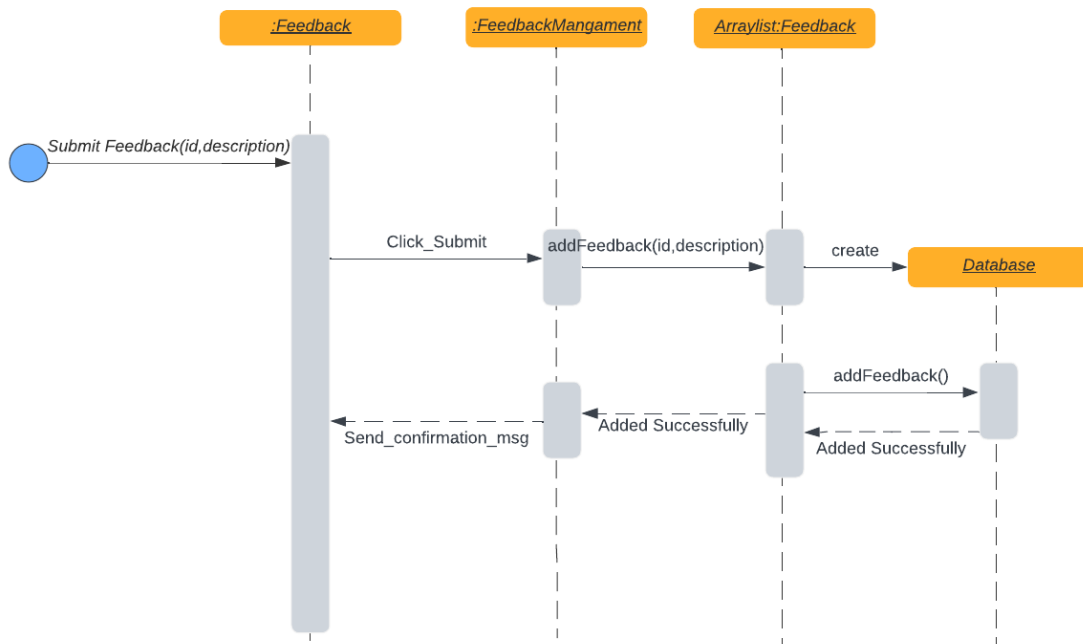 :Feedback
:FeedbackMangament
Arraylist:Feedback
Submit Feedback(id,description)
Click_Submit
addFeedback(id,description)
create
Database
addFeedback()
Added Successfully
Send_confirmation_msg
Added Successfully